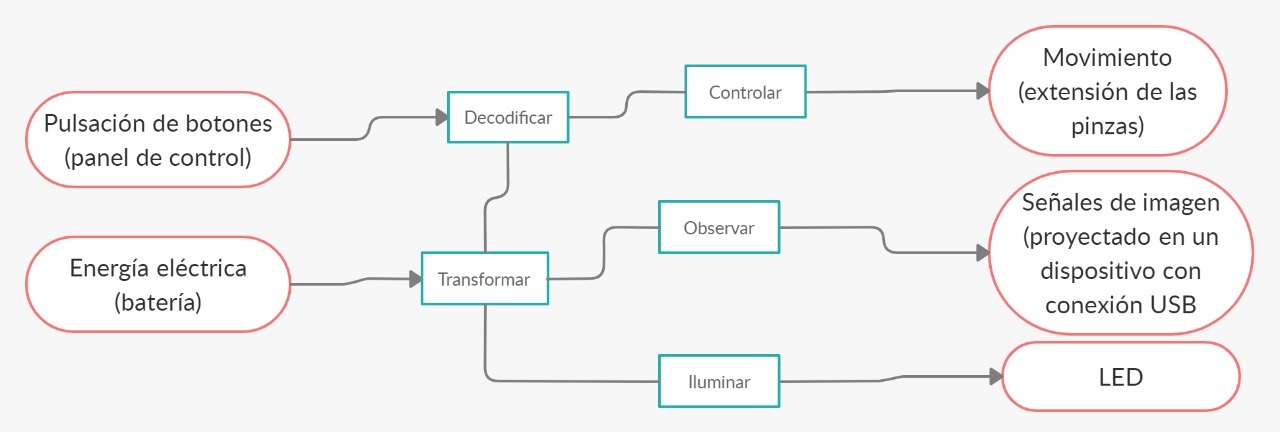 Pulsación de botones
(panel de control)
Decodificar
Controlar
Movimiento
(extensión de las
pinzas)
Energía eléctrica
(batería)
Transformar
Observar
Señales de imagen
(proyectado en un
dispositivo con
conexión USB
Iluminar
LED